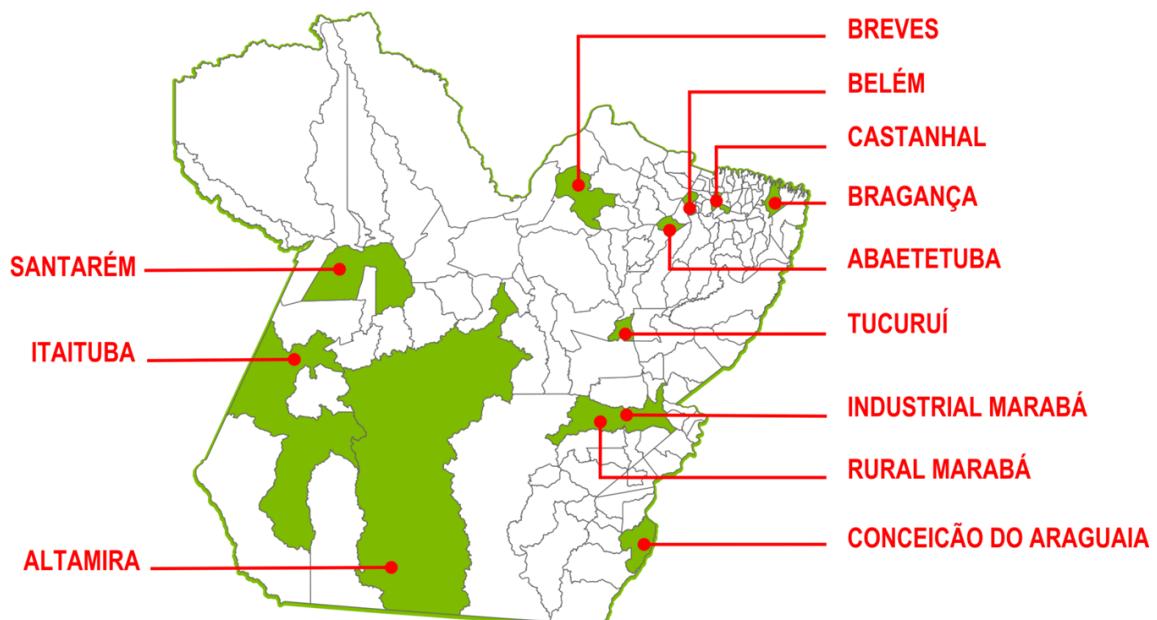 BREVES
BELÉM
CASTANHAL
BRAGANÇA
ABAETETUBA
SANTARÉM
TUCURUÍ
ITAITUBA
INDUSTRIAL MARABÁ
RURAL MARABÁ
CONCEICÃO DO ARAGUAIA
ALTAMIRA